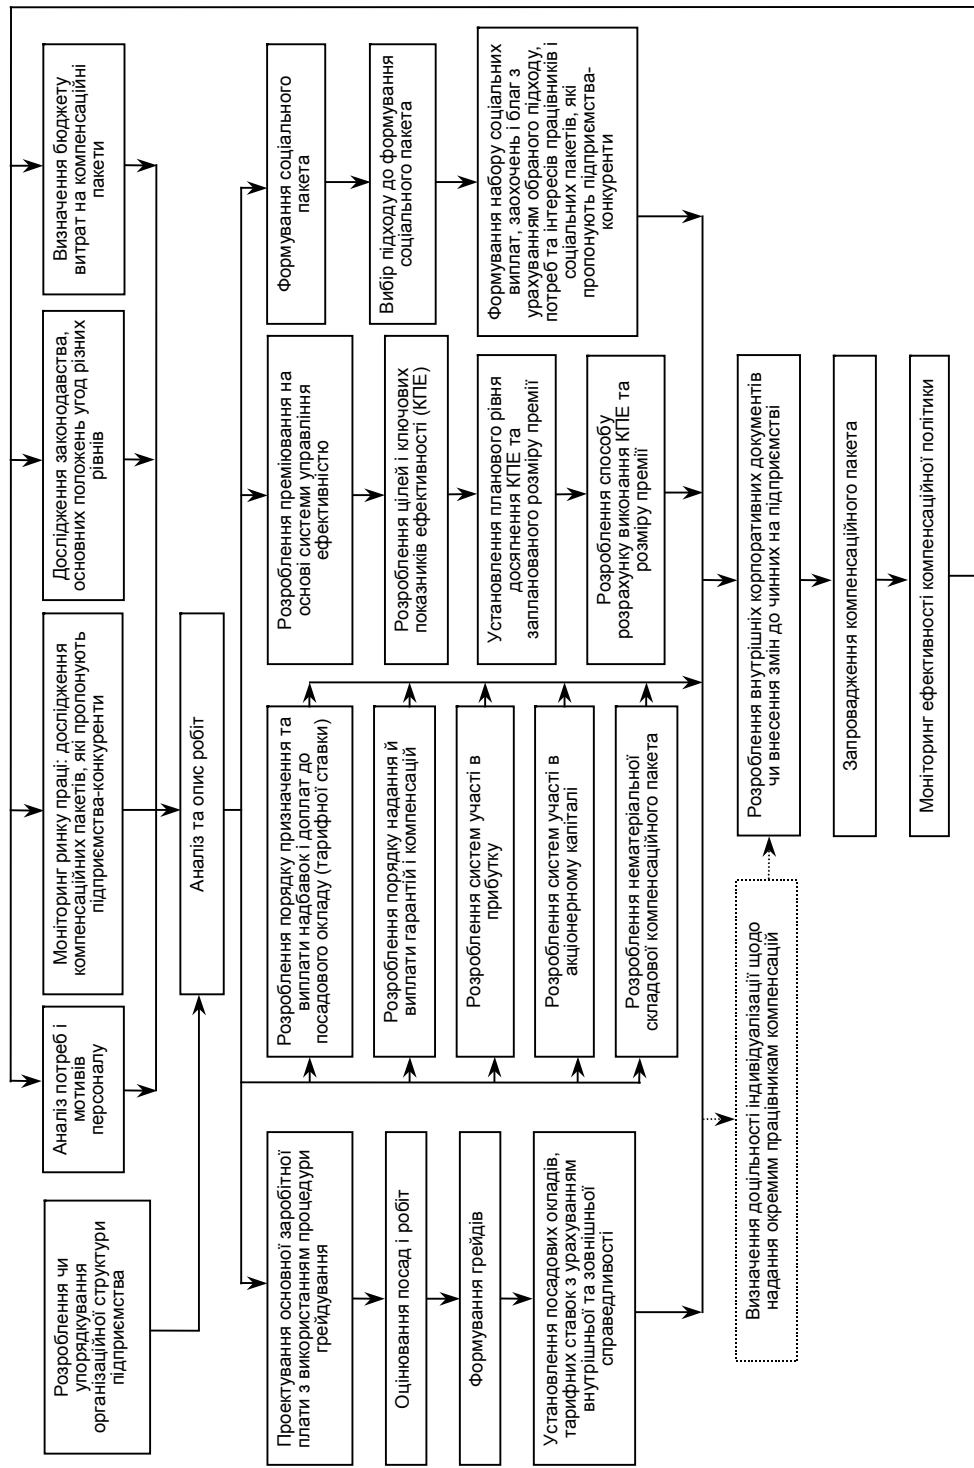 Розроблення чи
упорядкування
організаційної структури
підприємства
Аналіз потреб і
мотивів
персоналу
Моніторинг ринку праці: дослідження
компенсаційних пакетів, які пропонують
підприємства-конкуренти
Дослідження законодавства,
основних положень угод різних
рівнів
Визначення бюджету
витрат на компенсаційні
пакети
Аналіз та опис робіт
Проектування основної заробітної
плати з використанням процедури
грейдування
Оцінювання посад і робіт
Формування грейдів
Установлення посадових окладів,
тарифних ставок з урахуванням
внутрішньої та зовнішньої
справедливості
Розроблення порядку призначення та
виплати надбавок і доплат до
посадового окладу (тарифної ставки)
Розроблення порядку надання й
виплати гарантій і компенсацій
Розроблення систем участі в
прибутку
Розроблення систем участі в
акціонерному капіталі
Розроблення нематеріальної
складової компенсаційного пакета
Розроблення преміювання на
основі системи управління
ефективністю
Розроблення цілей і ключових
показників ефективності (КПЕ)
Установлення планового рівня
досягнення КПЕ та
запланованого розміру премії
Розроблення способу
розрахунку виконання КПЕ та
розміру премії
Формування соціального
пакета
Вибір підходу до формування
соціального пакета
Формування набору соціальних
виплат, заохочень і благ з
урахуванням обраного підходу,
потреб та інтересів працівників і
соціальних пакетів, які
пропонують підприємства-
конкуренти
Визначення доцільності індивідуалізації щодо
надання окремим працівникам компенсацій
Розроблення внутрішніх корпоративних документів
чи внесення змін до чинних на підприємстві
Запровадження компенсаційного пакета
Моніторинг ефективності компенсаційної політики